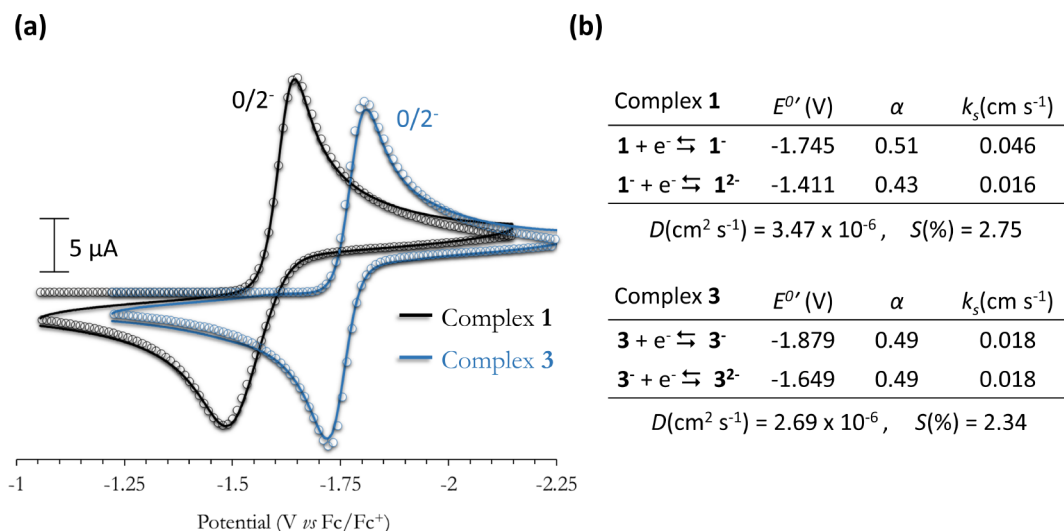 (a)
0/2⁻
0/2⁻
5 µA
Complex 1
Complex 3
-1 -1.25 -1.5 -1.75 -2 -2.25
Potential (V vs Fc/Fc⁺)
(b)
Complex 1 E⁰′ (V) α kₛ(cm s⁻¹)
1 + e⁻ ⇆ 1⁻ -1.745 0.51 0.046
1⁻ + e⁻ ⇆ 1²⁻ -1.411 0.43 0.016
D(cm² s⁻¹) = 3.47 x 10⁻⁶ , S(%) = 2.75
Complex 3 E⁰′ (V) α kₛ(cm s⁻¹)
3 + e⁻ ⇆ 3⁻ -1.879 0.49 0.018
3⁻ + e⁻ ⇆ 3²⁻ -1.649 0.49 0.018
D(cm² s⁻¹) = 2.69 x 10⁻⁶ , S(%) = 2.34